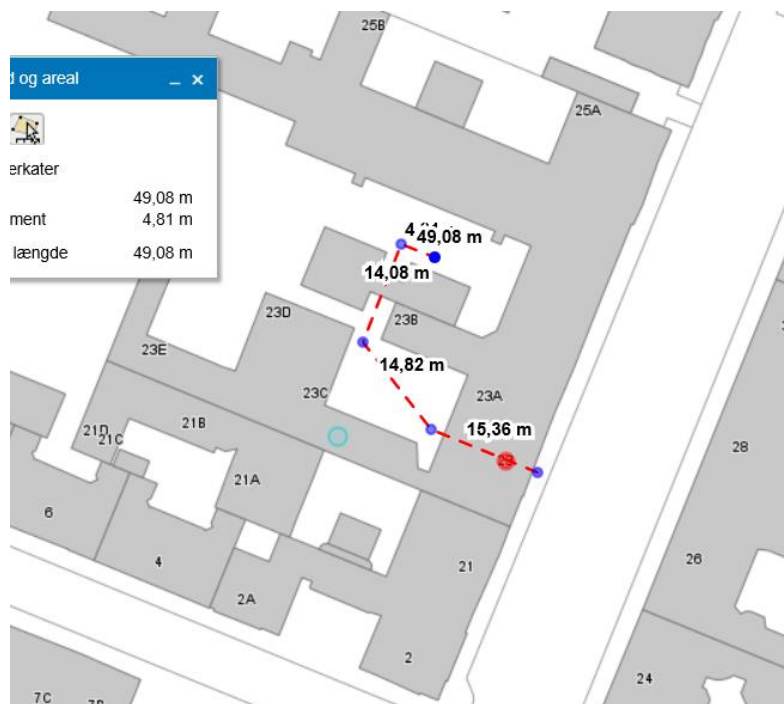 25B
d og areal
25A
erkater
49,08 m
ment 4,81 m
længde 49,08 m
49,08 m
14,08 m
23D
23B
23E
14,82 m
23C
23A
21B
15,36 m
21D
21C
28
21A
6
4
21
26
2A
2
24
7C